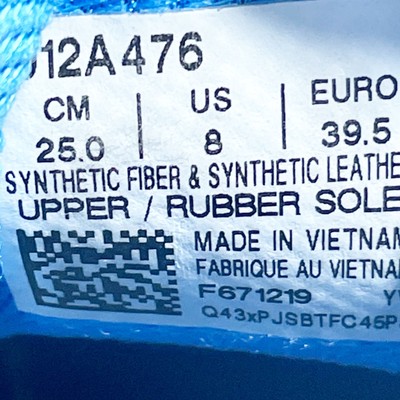 012A476
CM | US | EURO
25.0 | 8 | 39.5
SYNTHETIC FIBER & SYNTHETIC LEATHE
UPPER / RUBBER SOLE
MADE IN VIETNAM
FABRIQUE AU VIETNA
F671219 Y
Q43xPJSBTFC45P